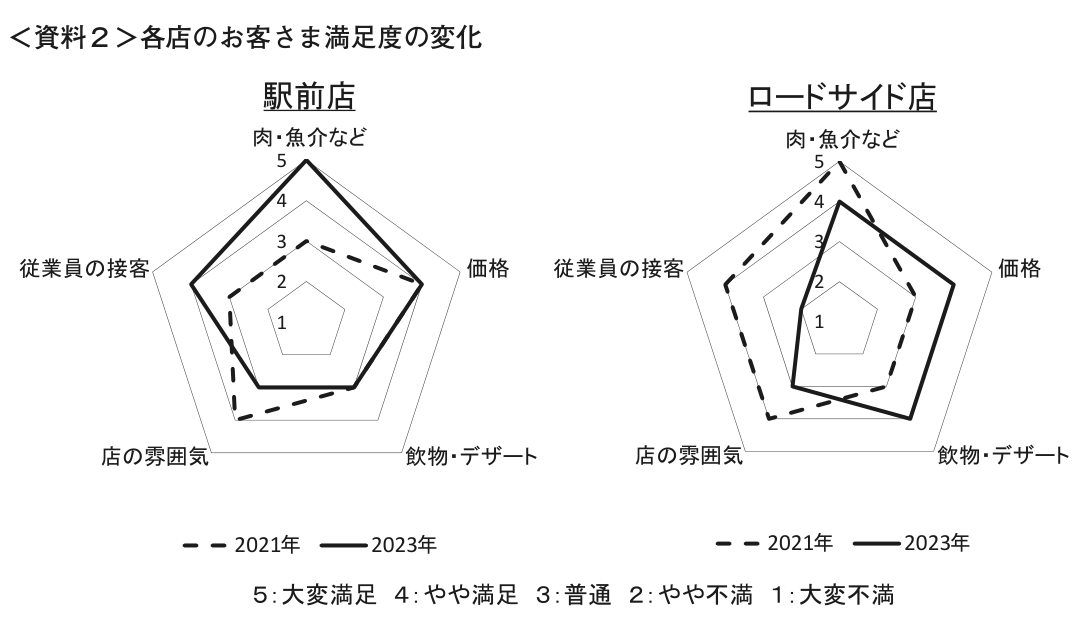 ＜資料２＞各店のお客さま満足度の変化
駅前店
肉・魚介など
5
4
3
2
1
従業員の接客
価格
店の雰囲気
飲物・デザート
2021年
2023年
ロードサイド店
肉・魚介など
5
4
3
2
1
従業員の接客
価格
店の雰囲気
飲物・デザート
2021年
2023年
５：大変満足　４：やや満足　３：普通　２：やや不満　１：大変不満